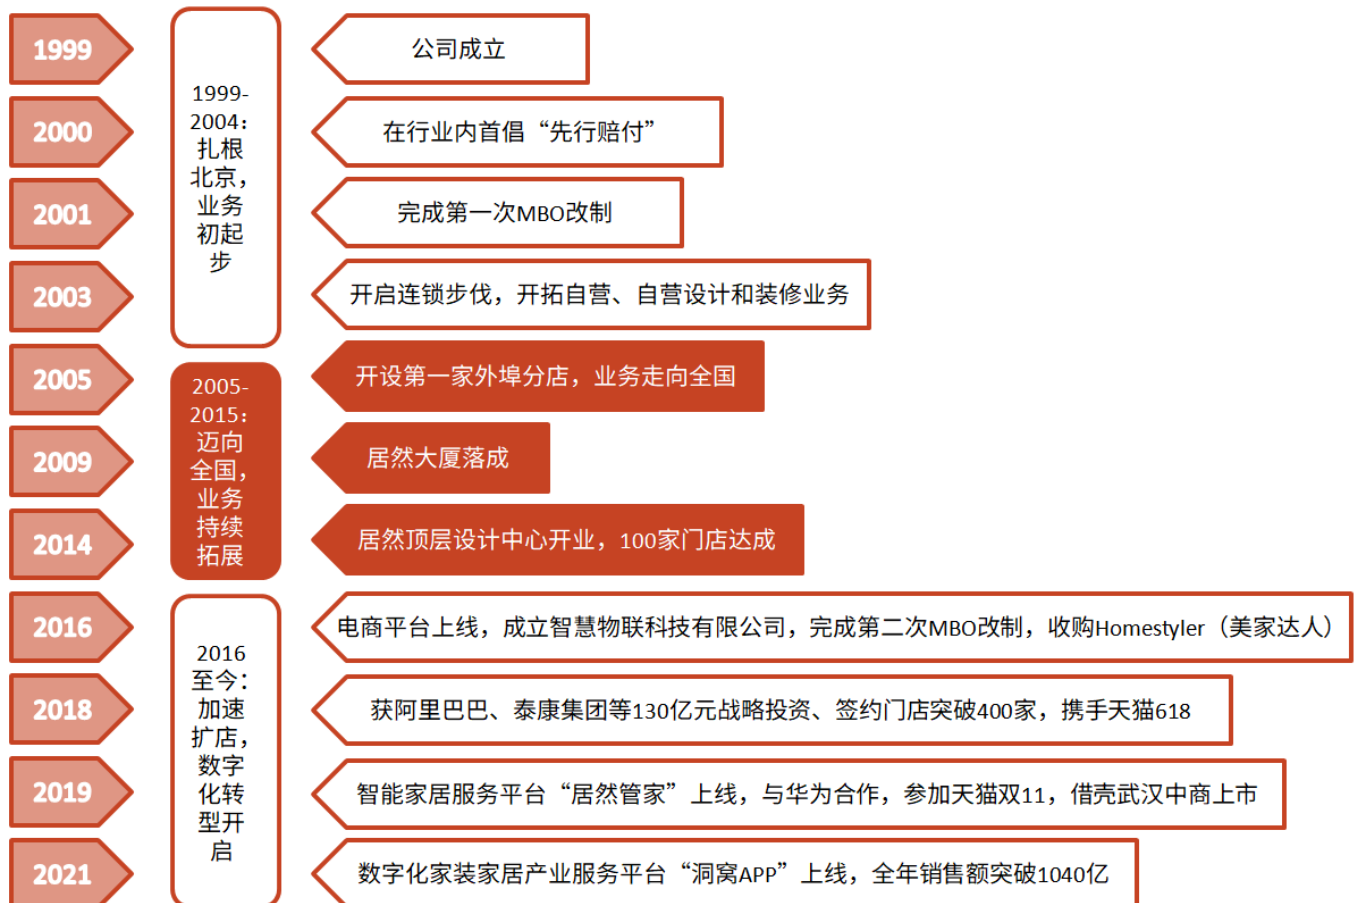 1999
公司成立
2000
在行业内首倡“先行赔付”
2001
完成第一次MBO改制
2003
开启连锁步伐，开拓自营、自营设计和装修业务
1999-
2004：
扎根
北京，
业务
初起
步
2005
开设第一家外埠分店，业务走向全国
2009
居然大厦落成
2014
居然顶层设计中心开业，100家门店达成
2005-
2015：
迈向
全国，
业务
持续
拓展
2016
电商平台上线，成立智慧物联科技有限公司，完成第二次MBO改制，收购Homestyler（美家达人）
2018
获阿里巴巴、泰康集团等130亿元战略投资、签约门店突破400家，携手天猫618
2019
智能家居服务平台“居然管家”上线，与华为合作，参加天猫双11，借壳武汉中商上市
2021
数字化家装家居产业服务平台“洞窝APP”上线，全年销售额突破1040亿
2016
至今：
加速
扩店，
数字
化转
型开
启